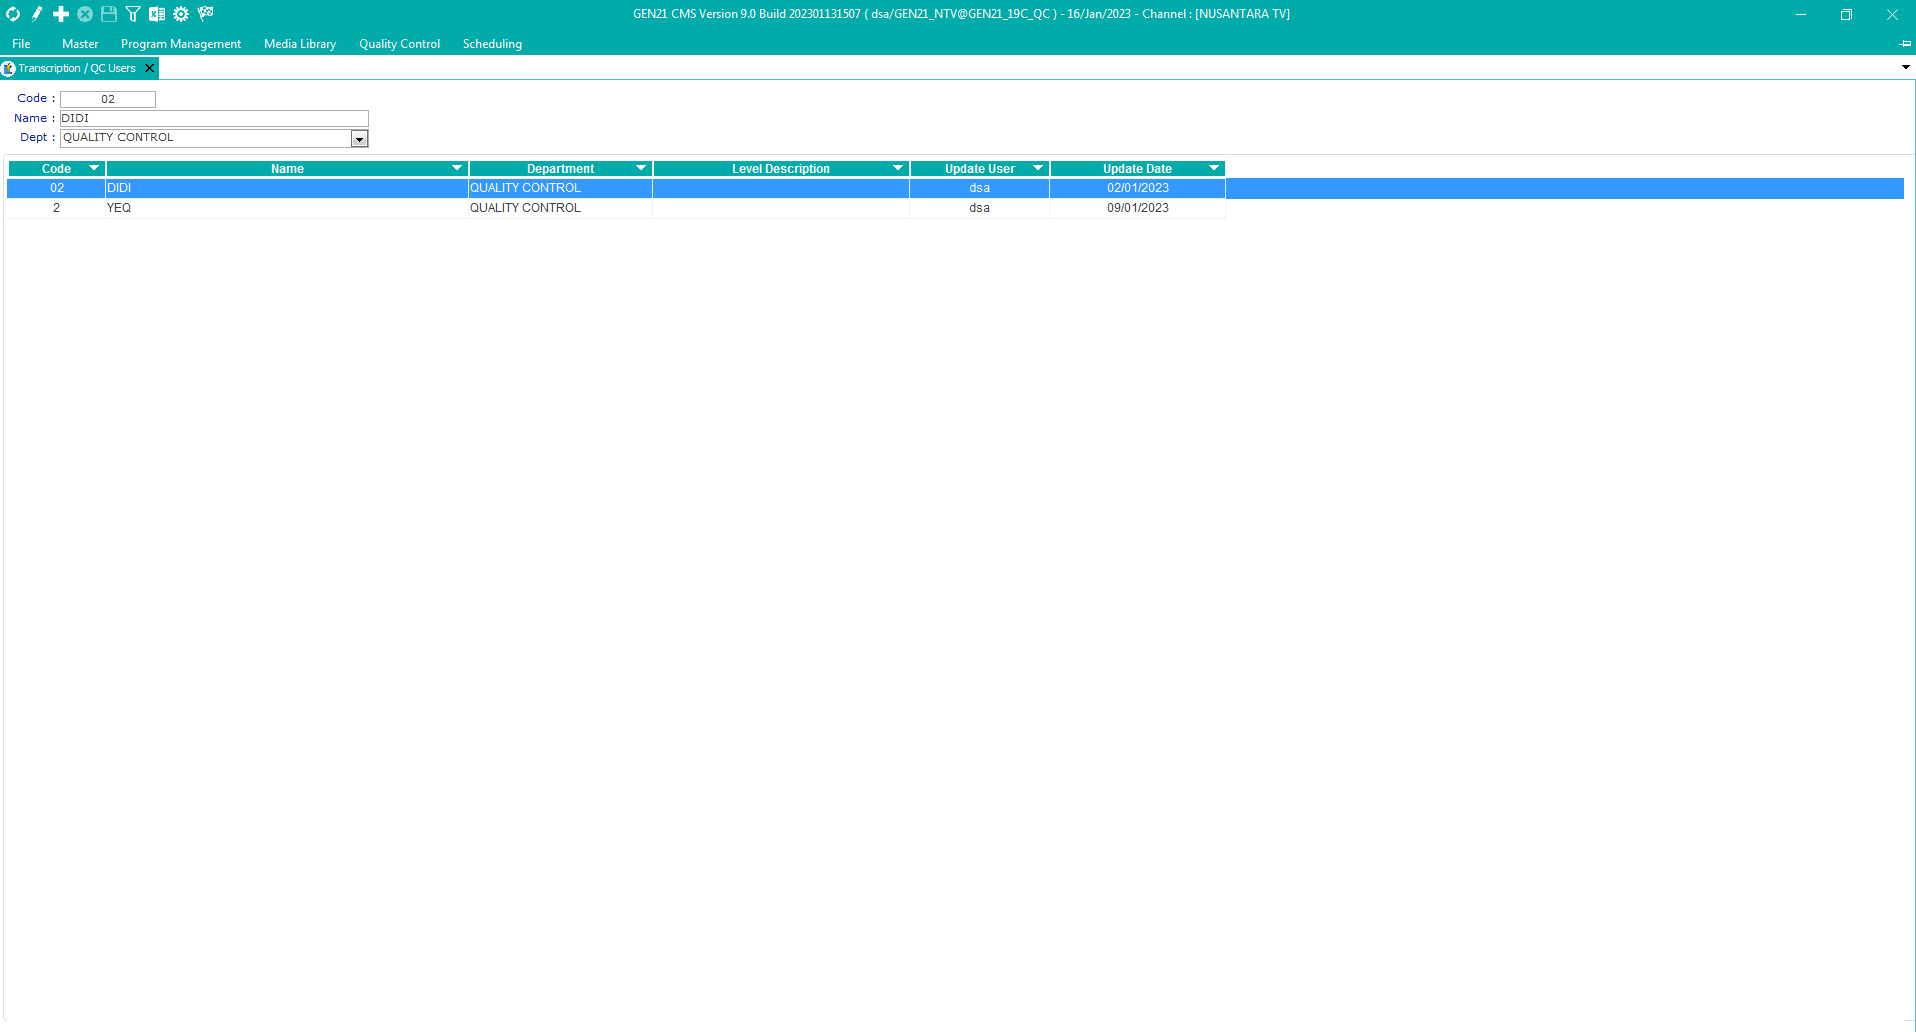 GEN21 CMS Version 9.0 Build 202301131507 ( dsa/GEN21_NTV@GEN21_19C_QC ) - 16/Jan/2023 - Channel : [NUSANTARA TV]
File Master Program Management Media Library Quality Control Scheduling
Transcription / QC Users
Code : 02
Name : DIDI
Dept : QUALITY CONTROL
Code Name Department Level Description Update User Update Date
02 DIDI QUALITY CONTROL dsa 02/01/2023
2 YEQ QUALITY CONTROL dsa 09/01/2023